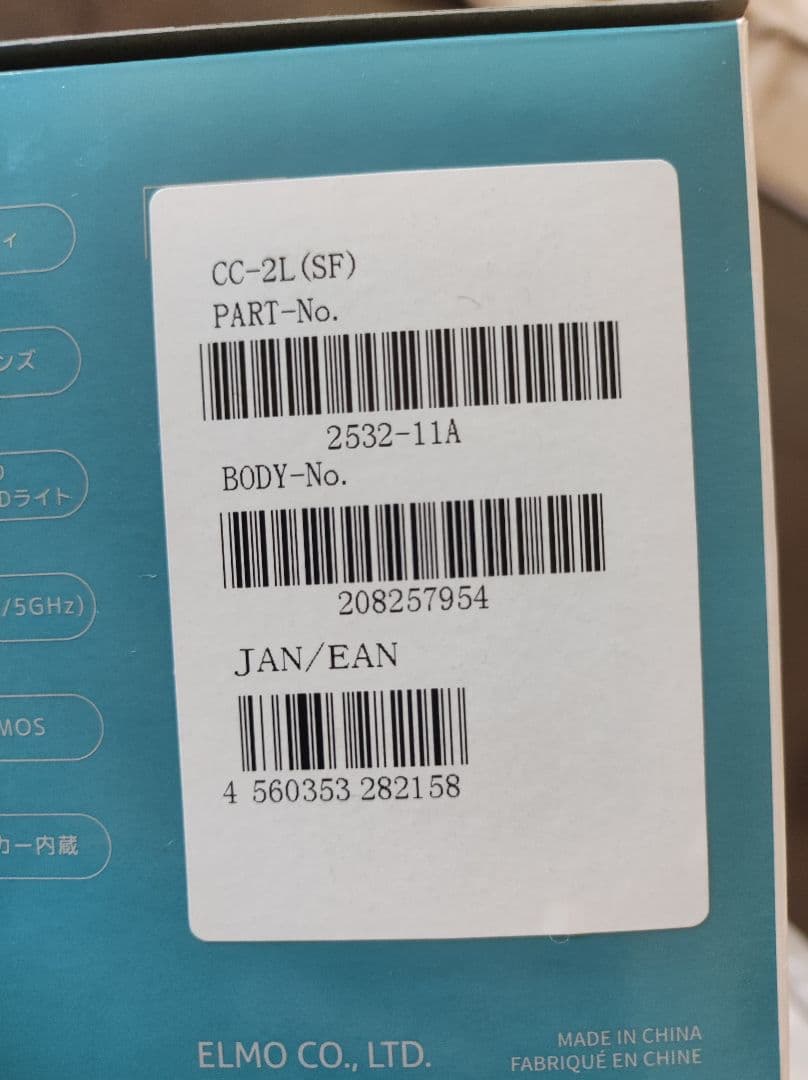 CC-2L(SF)
PART-No.
2532-11A
BODY-No.
208257954
JAN/EAN
4 560353 282158
ィ
ンズ
Dライト
/5GHz)
MOS
カー内蔵
ELMO CO., LTD.
MADE IN CHINA
FABRIQUÉ EN CHINE